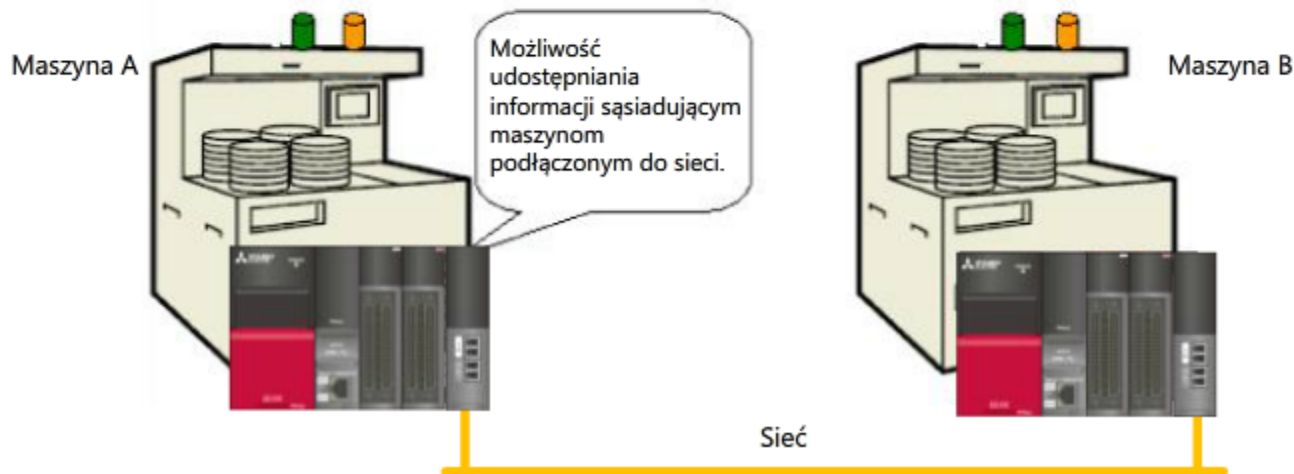 Maszyna A
Możliwość
udostępniania
informacji sąsiadującym
maszynom
podłączonym do sieci.
Maszyna B
Sieć